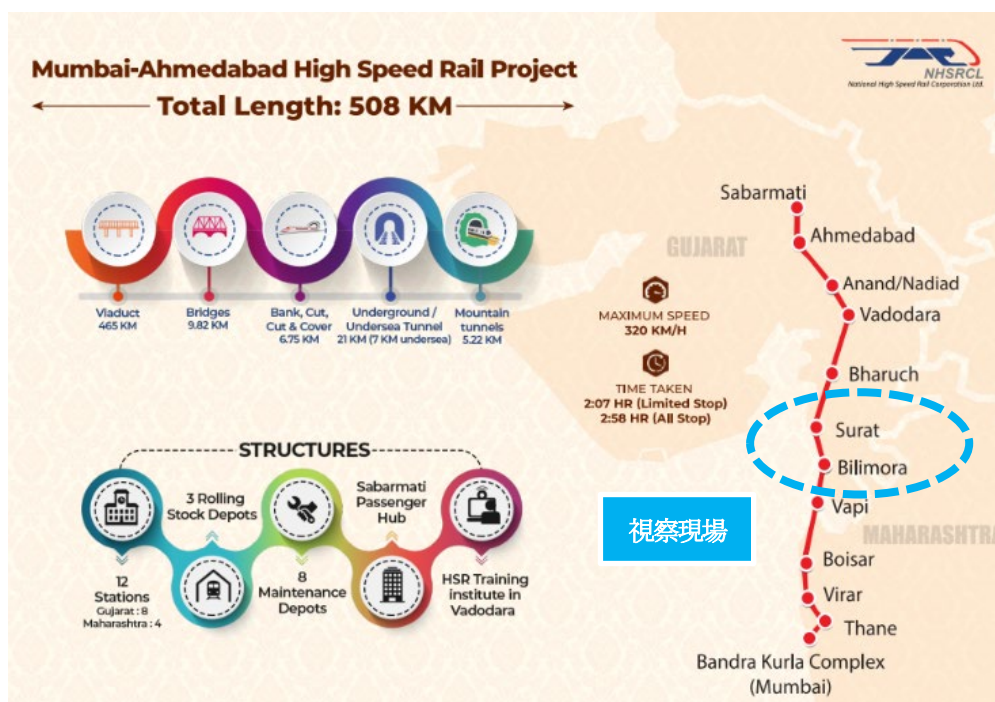 Mumbai-Ahmedabad High Speed Rail Project
Total Length: 508 KM
NHSRCL
National High Speed Rail Corporation Ltd.
Viaduct
465 KM
Bridges
9.82 KM
Bank, Cut,
Cut & Cover
6.75 KM
Underground /
Undersea Tunnel
21 KM (7 KM undersea)
Mountain
tunnels
5.22 KM
GUJARAT
MAXIMUM SPEED
320 KM/H
TIME TAKEN
2:07 HR (Limited Stop)
2:58 HR (All Stop)
Sabarmati
Ahmedabad
Anand/Nadiad
Vadodara
Bharuch
Surat
Bilimora
Vapi
MAHARASHTRA
Boisar
Virar
Thane
Bandra Kurla Complex
(Mumbai)
視察現場
STRUCTURES
12
Stations
Gujarat : 8
Maharashtra : 4
3 Rolling
Stock Depots
8
Maintenance
Depots
Sabarmati
Passenger
Hub
HSR Training
institute in
Vadodara